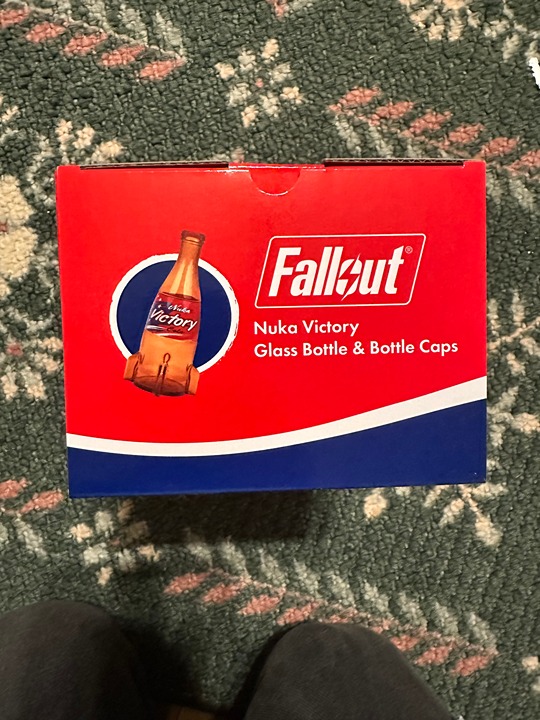 Fallout®
Nuka Victory
Glass Bottle & Bottle Caps
Nuka
Victory